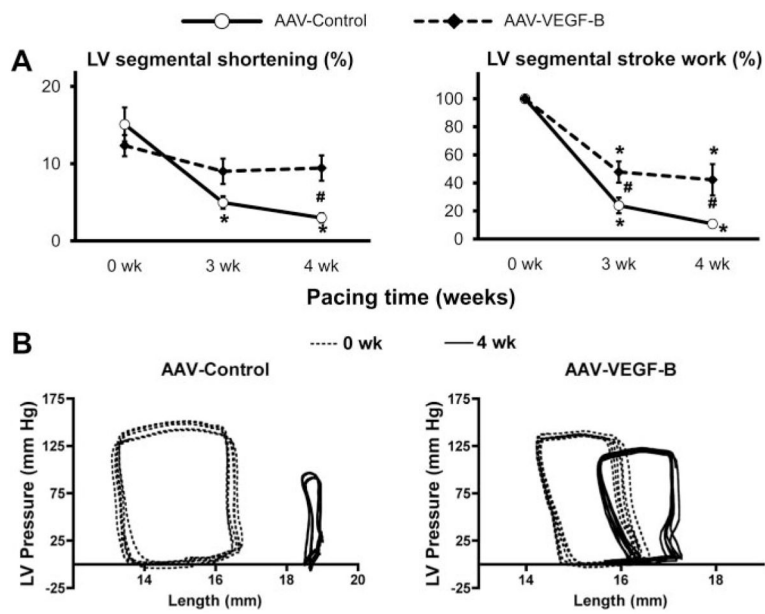 AAV-Control AAV-VEGF-B
A
LV segmental shortening (%) LV segmental stroke work (%)
20
10
0
#
*
*
0 wk 3 wk 4 wk
100
80
60
40
20
0
* *
# #
* *
0 wk 3 wk 4 wk
Pacing time (weeks)
B
0 wk 4 wk
AAV-Control AAV-VEGF-B
LV Pressure (mm Hg)
175
125
75
25
-25
14 16 18 20
Length (mm)
LV Pressure (mm Hg)
175
125
75
25
-25
14 16 18
Length (mm)